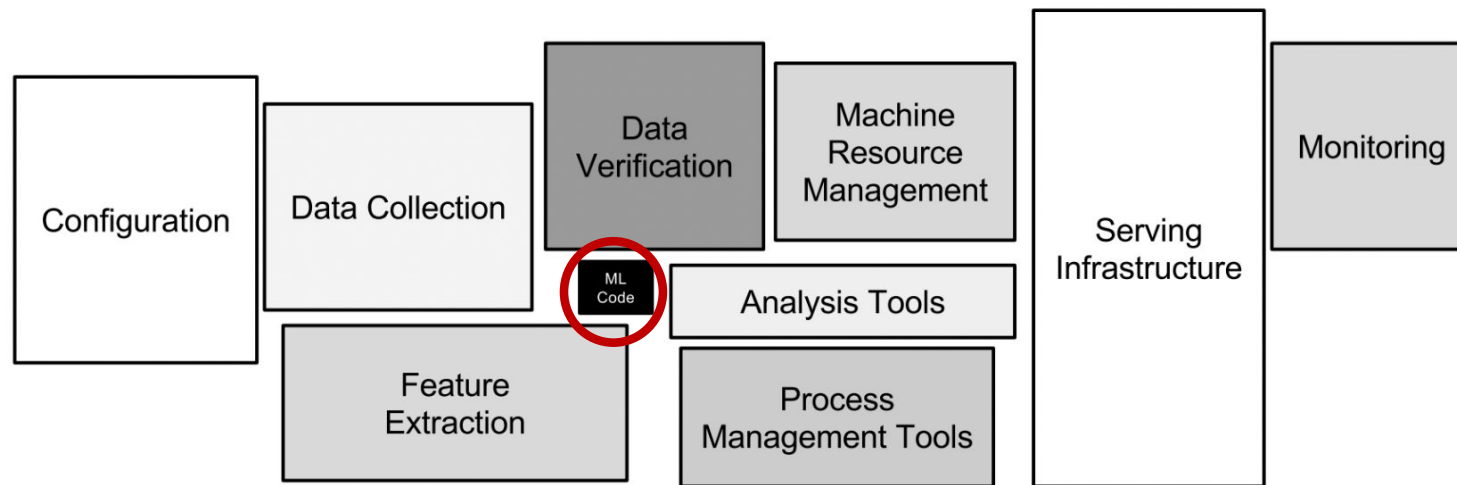 Configuration
Data Collection
Feature
Extraction
Data
Verification
ML
Code
Machine
Resource
Management
Analysis Tools
Process
Management Tools
Serving
Infrastructure
Monitoring